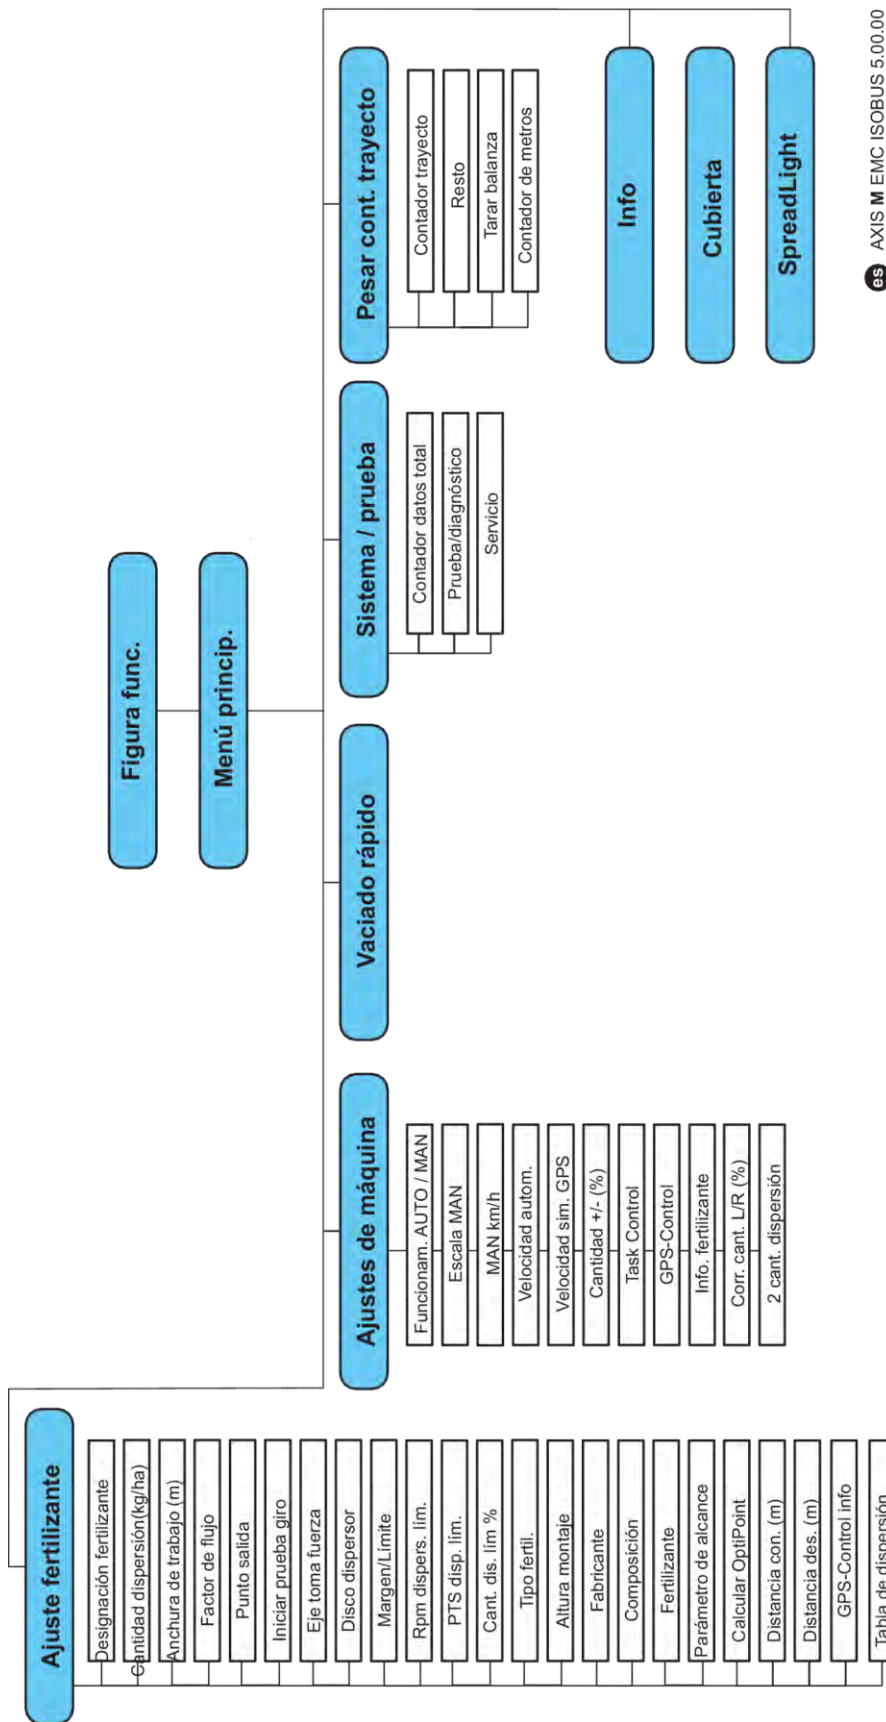 Figura func.
Menú princip.
Ajuste fertilizante
Designación fertilizante
Cantidad dispersión(kg/ha)
Anchura de trabajo (m)
Factor de flujo
Punto salida
Iniciar prueba giro
Eje toma fuerza
Disco dispersor
Margen/Límite
Rpm dispers. lím.
PTS disp. lím.
Cant. dis. lím %
Tipo fertil.
Altura montaje
Fabricante
Composición
Fertilizante
Parámetro de alcance
Calcular OptiPoint
Distancia con. (m)
Distancia des. (m)
GPS-Control info
Tabla de dispersión
Ajustes de máquina
Funcionam. AUTO / MAN
Escala MAN
MAN km/h
Velocidad autom.
Velocidad sim. GPS
Cantidad +/- (%)
Task Control
GPS-Control
Info. fertilizante
Corr. cant. L/R (%)
2 cant. dispersión
Vaciado rápido
Sistema / prueba
Contador datos total
Prueba/diagnóstico
Servicio
Pesar cont. trayecto
Contador trayecto
Resto
Tarar balanza
Contador de metros
Info
Cubierta
SpreadLight
es AXIS M EMC ISOBUS 5.00.00